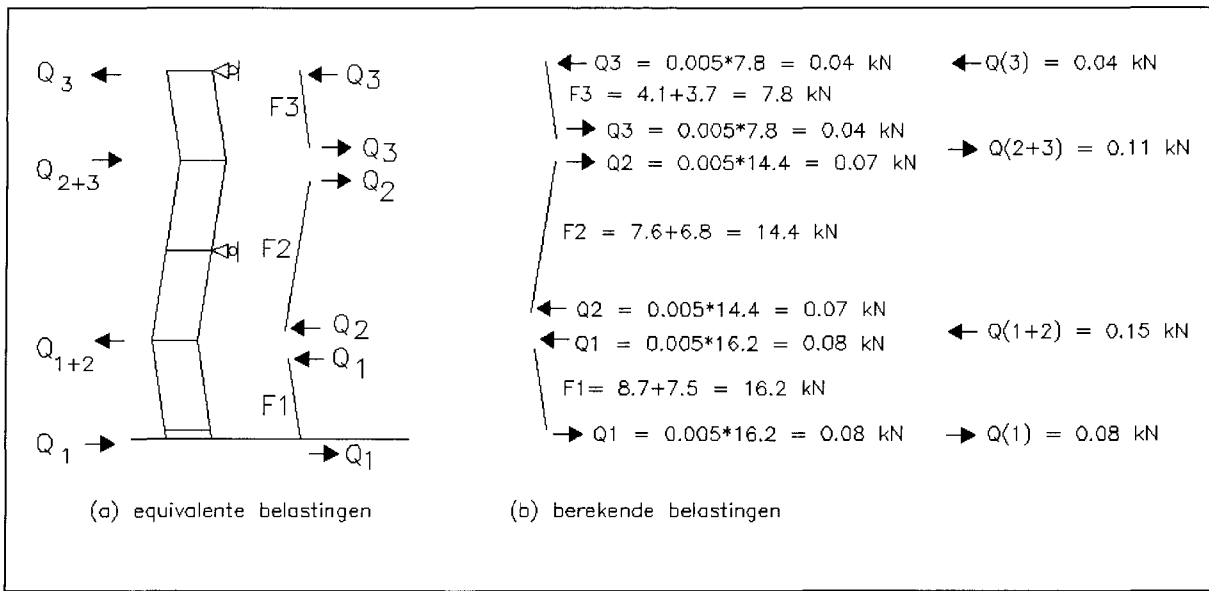 Q3
Q3
F3
Q3
Q2+3
Q2
F2
Q2
Q1+2
Q1
F1
Q1
Q1
(a) equivalente belastingen
Q3 = 0.005*7.8 = 0.04 kN
Q(3) = 0.04 kN
F3 = 4.1+3.7 = 7.8 kN
Q3 = 0.005*7.8 = 0.04 kN
Q(2+3) = 0.11 kN
Q2 = 0.005*14.4 = 0.07 kN
F2 = 7.6+6.8 = 14.4 kN
Q2 = 0.005*14.4 = 0.07 kN
Q(1+2) = 0.15 kN
Q1 = 0.005*16.2 = 0.08 kN
F1= 8.7+7.5 = 16.2 kN
Q1 = 0.005*16.2 = 0.08 kN
Q(1) = 0.08 kN
(b) berekende belastingen